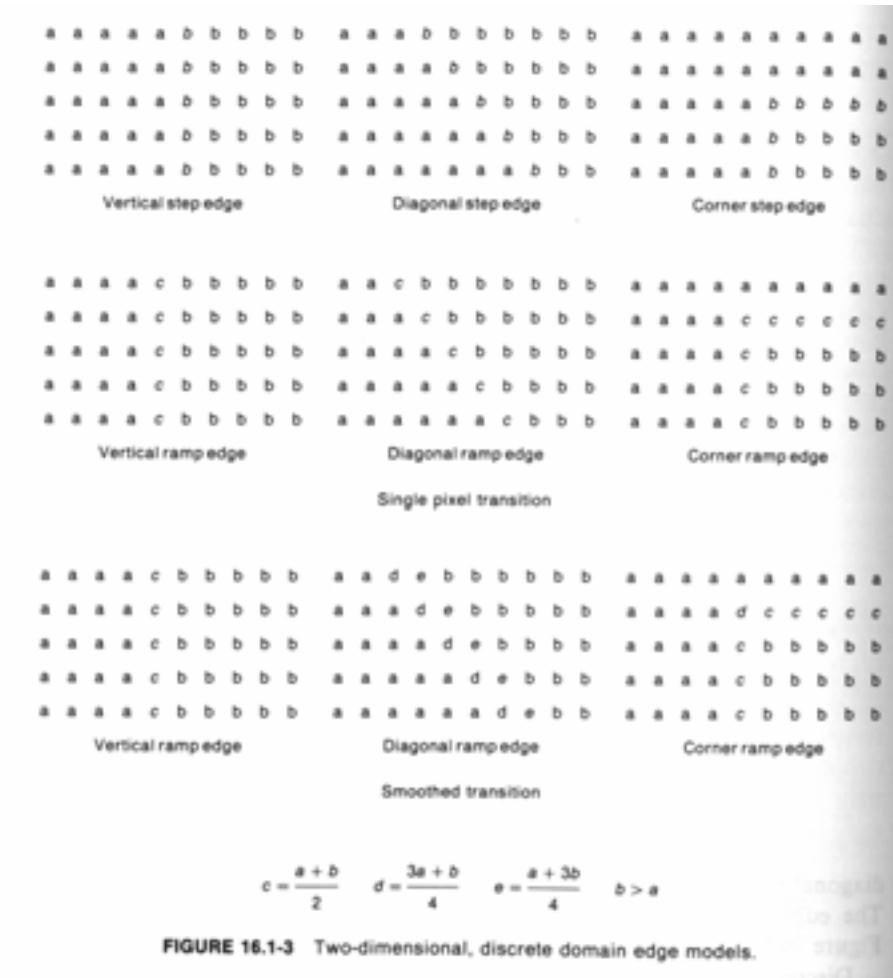 a a a a a b b b b b a a a b b b b b b b a a a a a a a a a a
a a a a a b b b b b a a a a b b b b b b a a a a a a a a a a
a a a a a b b b b b a a a a a b b b b b a a a a a b b b b b
a a a a a b b b b b a a a a a a b b b b a a a a a b b b b b
a a a a a b b b b b a a a a a a a b b b a a a a a b b b b b
Vertical step edge Diagonal step edge Corner step edge
a a a a c b b b b b a a c b b b b b b b a a a a a a a a a a
a a a a c b b b b b a a a c b b b b b b a a a a c c c c c c
a a a a c b b b b b a a a a c b b b b b a a a a c b b b b b
a a a a c b b b b b a a a a a c b b b b a a a a c b b b b b
a a a a c b b b b b a a a a a a c b b b a a a a c b b b b b
Vertical ramp edge Diagonal ramp edge Corner ramp edge
Single pixel transition
a a a a c b b b b b a a d e b b b b b b a a a a a a a a a a
a a a a c b b b b b a a a d e b b b b b a a a a d c c c c c
a a a a c b b b b b a a a a d e b b b b a a a a c b b b b b
a a a a c b b b b b a a a a a d e b b b a a a a c b b b b b
a a a a c b b b b b a a a a a a d e b b a a a a c b b b b b
Vertical ramp edge Diagonal ramp edge Corner ramp edge
Smoothed transition
c = (a + b)/2 d = (3a + b)/4 e = (a + 3b)/4 b > a
FIGURE 16.1-3 Two-dimensional, discrete domain edge models.